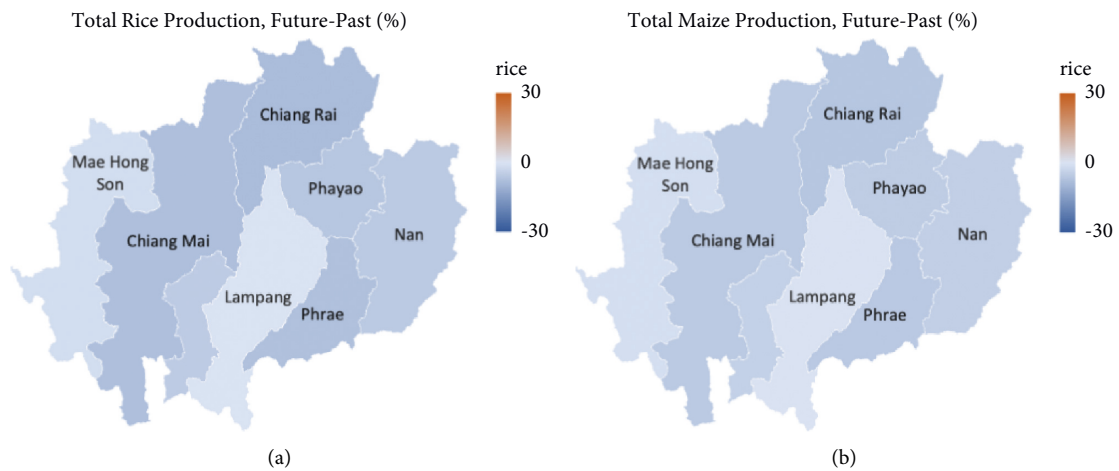 Total Rice Production, Future-Past (%)
rice
30
0
-30
Chiang Rai
Mae Hong
Son
Phayao
Chiang Mai
Nan
Lampang
Phrae
(a)
Total Maize Production, Future-Past (%)
rice
30
0
-30
Chiang Rai
Mae Hong
Son
Phayao
Chiang Mai
Nan
Lampang
Phrae
(b)